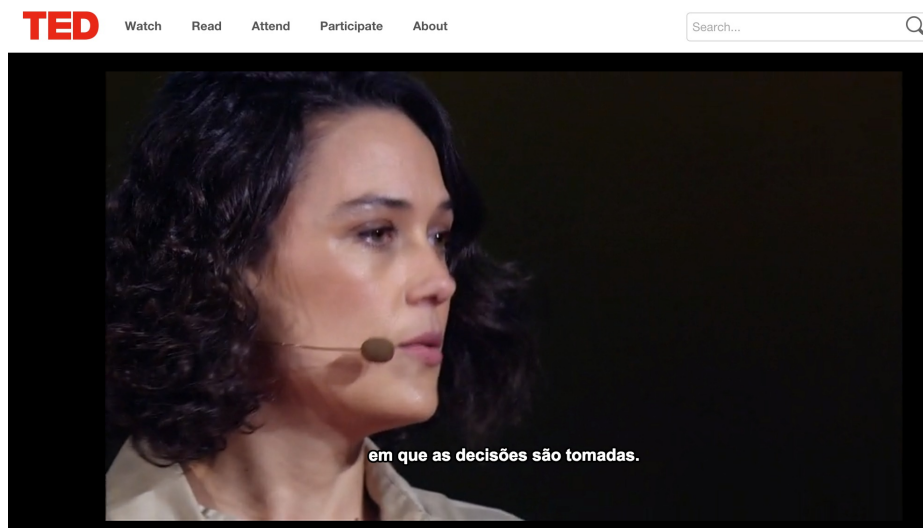 TED Watch Read Attend Participate About Search...
em que as decisões são tomadas.